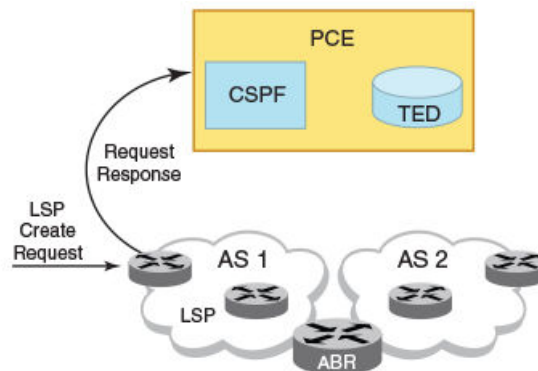 PCE
CSPF
TED
Request
Response
LSP
Create
Request
AS 1
AS 2
LSP
ABR